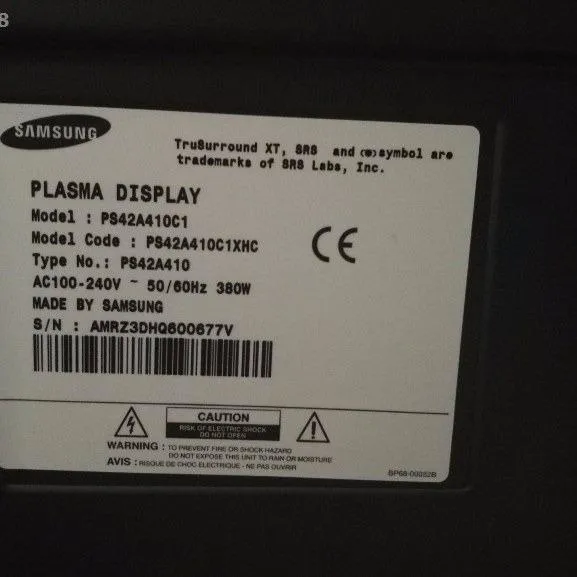 8
SAMSUNG
TruSurround XT, SRS and (●) symbol are
trademarks of SRS Labs, Inc.
PLASMA DISPLAY
Model : PS42A410C1
Model Code : PS42A410C1XHC
Type No.: PS42A410
AC100-240V ~ 50/60Hz 380W
MADE BY SAMSUNG
S/N : AMRZ3DHQ600677V
CE
CAUTION
RISK OF ELECTRIC SHOCK
DO NOT OPEN
WARNING : TO PREVENT FIRE OR SHOCK HAZARD
DO NOT EXPOSE THIS UNIT TO RAIN OR MOISTURE
AVIS : RISQUE DE CHOC ELECTRIQUE - NE PAS OUVRIR
BP68-00052B